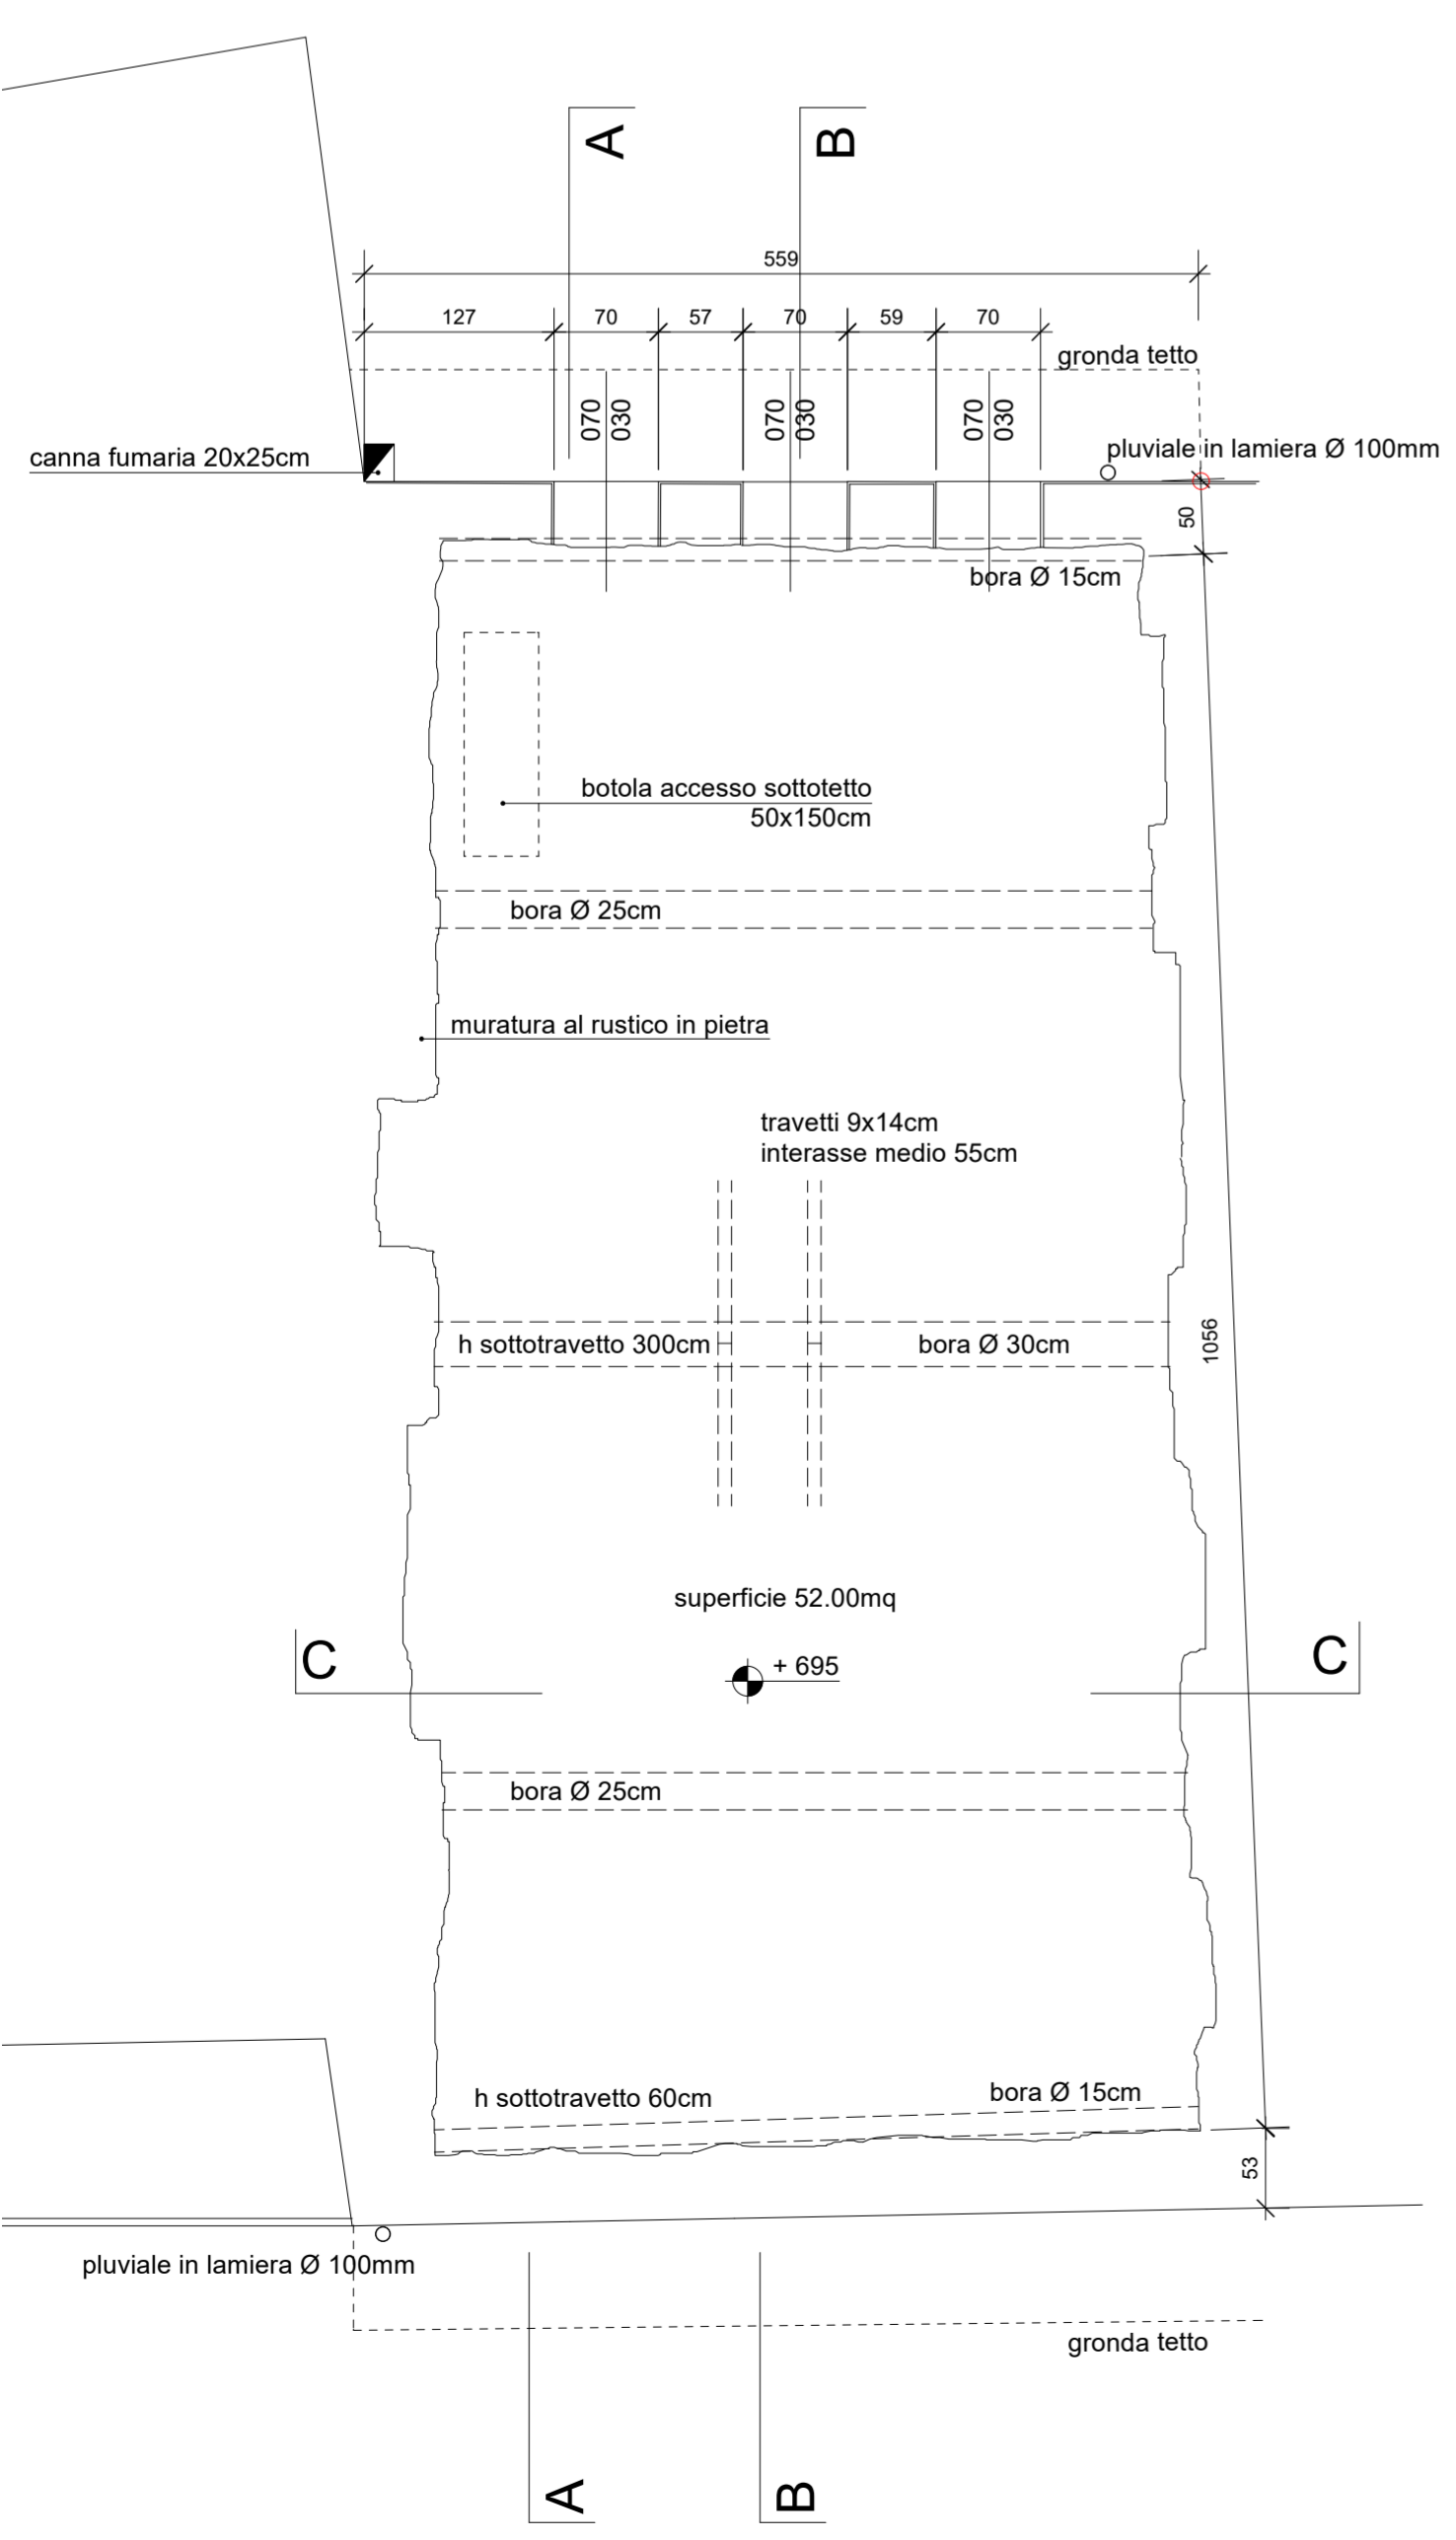 A
B
559
127
70
57
70
59
70
gronda tetto
070
030
070
030
070
030
canna fumaria 20x25cm
pluviale in lamiera Ø 100mm
50
bora Ø 15cm
botola accesso sottotetto
50x150cm
bora Ø 25cm
muratura al rustico in pietra
travetti 9x14cm
interasse medio 55cm
h sottotravetto 300cm
bora Ø 30cm
1056
superficie 52.00mq
C
C
+ 695
bora Ø 25cm
h sottotravetto 60cm
bora Ø 15cm
53
pluviale in lamiera Ø 100mm
gronda tetto
A
B